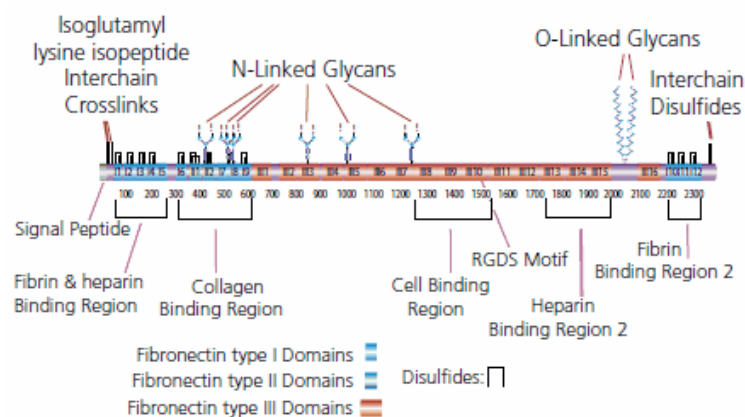 Isoglutamyl
lysine isopeptide
Interchain
Crosslinks
N-Linked Glycans
O-Linked Glycans
Interchain
Disulfides
I1 I2 I3 I4 I5 I6 II1 II2 I7 I8 I9 III1 III2 III3 III4 III5 III6 III7 III8 III9 III10 III11 III12 III13 III14 III15 III16 I10 I11 I12
100 200 300 400 500 600 700 800 900 1000 1100 1200 1300 1400 1500 1600 1700 1800 1900 2000 2100 2200 2300
Signal Peptide
Fibrin & heparin
Binding Region
Collagen
Binding Region
Cell Binding
Region
RGDS Motif
Heparin
Binding Region 2
Fibrin
Binding Region 2
Fibronectin type I Domains
Fibronectin type II Domains
Fibronectin type III Domains
Disulfides: